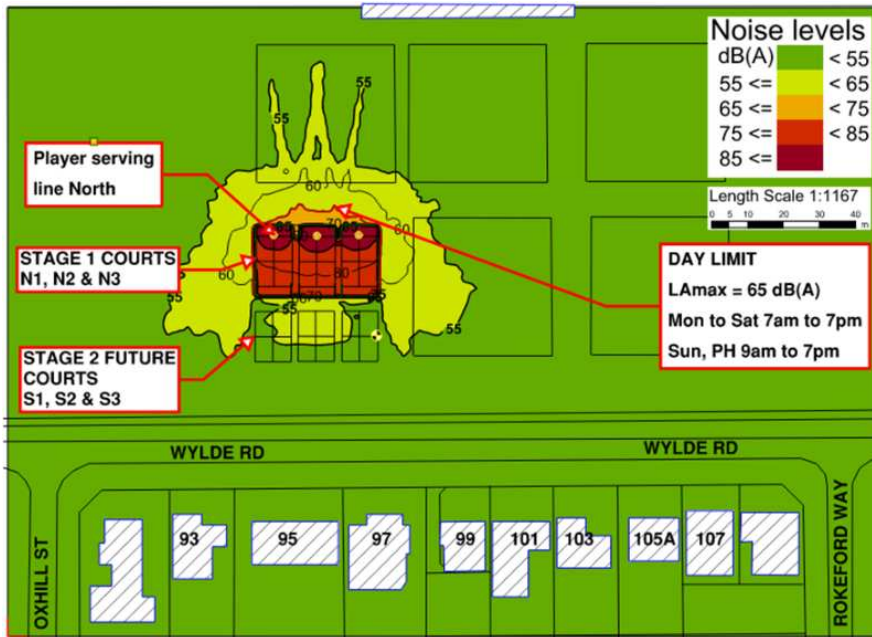 Noise levels
dB(A)
< 55
55 <=
< 65
65 <=
< 75
75 <=
< 85
85 <=
Length Scale 1:1167
0 5 10 20 30 40
m
55
55
55
Player serving
line North
60
70
60
STAGE 1 COURTS
N1, N2 & N3
60
80
55
55
55
DAY LIMIT
LAmax = 65 dB(A)
Mon to Sat 7am to 7pm
Sun, PH 9am to 7pm
STAGE 2 FUTURE
COURTS
S1, S2 & S3
WYLDE RD
WYLDE RD
OXHILL ST
ROKEFORD WAY
93
95
97
99
101
103
105A
107